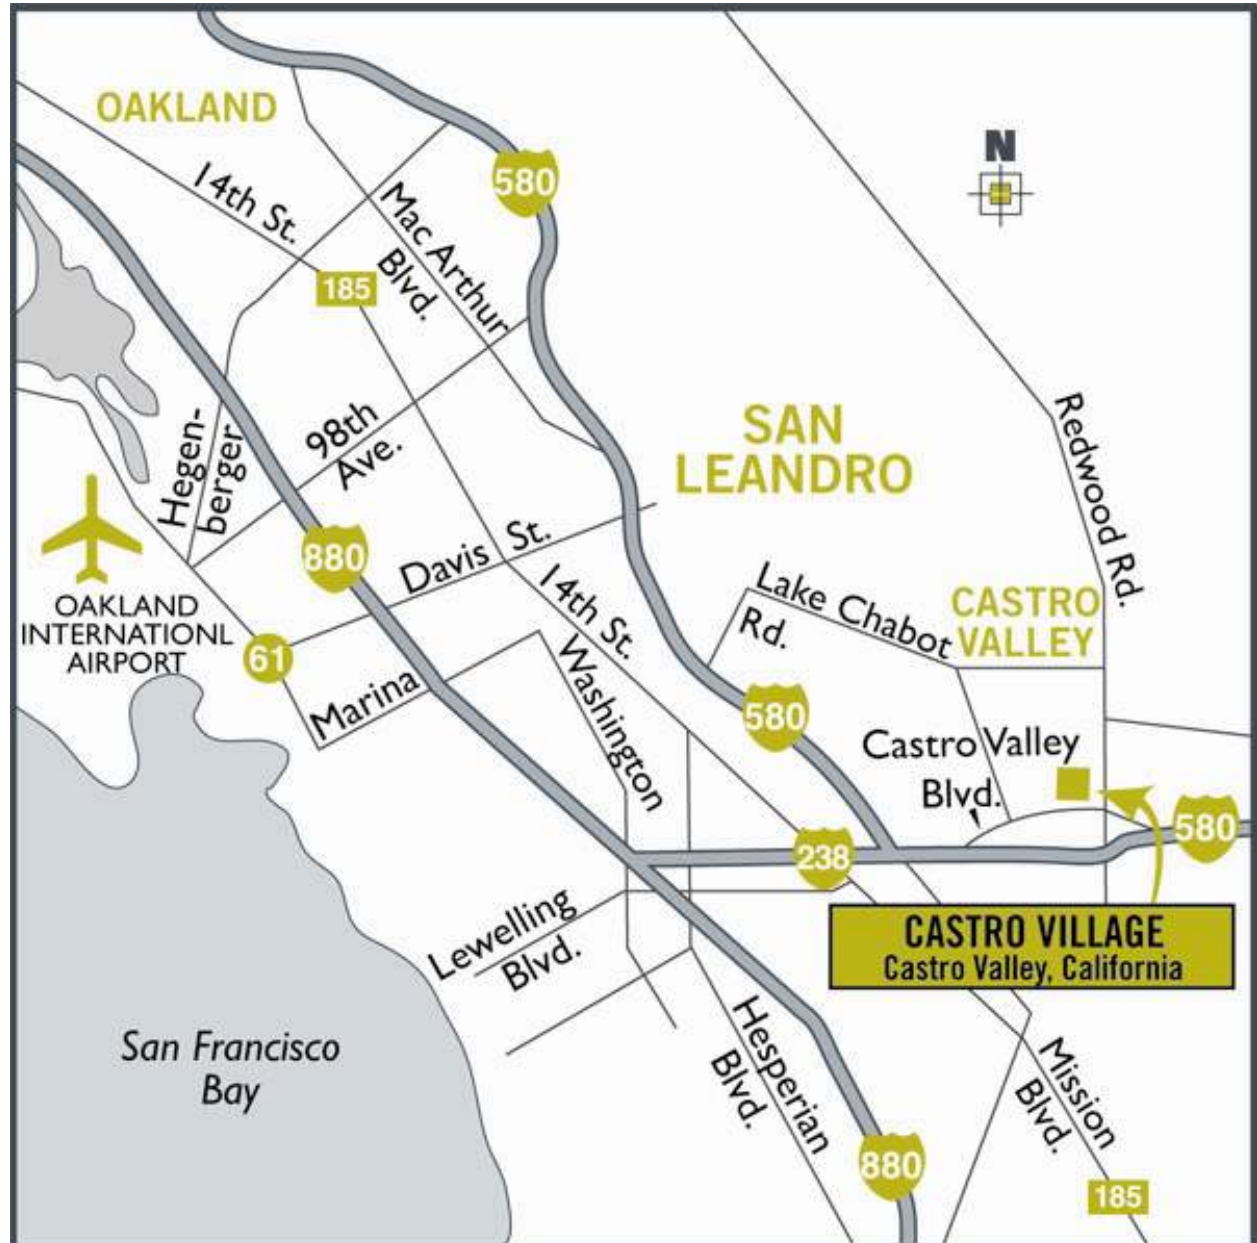 OAKLAND
14th St.
580
N
Mac Arthur
Blvd.
185
Hegen-
berger
98th
Ave.
SAN
LEANDRO
Redwood Rd.
880
Davis St.
OAKLAND
INTERNATIONL
AIRPORT
61
14th St.
Lake Chabot
Rd.
CASTRO
VALLEY
Marina
Washington
580
Castro Valley
Blvd.
580
238
Lewelling
Blvd.
CASTRO VILLAGE
Castro Valley, California
San Francisco
Bay
Hesperian
Blvd.
Mission
Blvd.
880
185